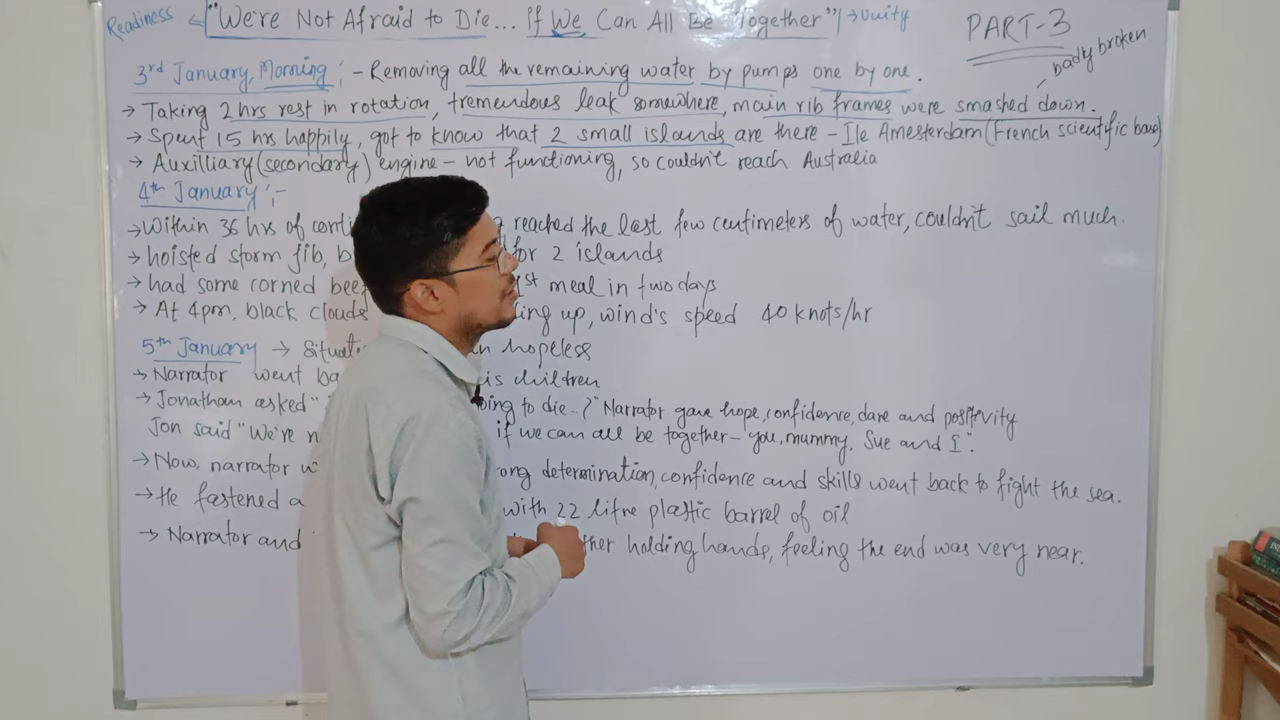 Readiness ← "We're Not Afraid to Die... If We Can All Be Together" → Unity
PART-3
badly broken
3rd January, Morning :- Removing all the remaining water by pumps one by one.
→ Taking 2 hrs rest in rotation, tremendous leak somewhere, main rib frames were smashed down.
→ Spent 15 hrs happily, got to know that 2 small islands are there - Ile Amesterdam (French scientific base)
→ Auxilliary (secondary) engine - not functioning, so couldn't reach Australia
4th January :-
→ Within 36 hrs of conti reached the last few centimeters of water, couldn't sail much.
→ hoisted storm jib, b for 2 islands
→ had some corned beef 1st meal in two days
→ At 4pm, black clouds ing up, wind's speed 40 knots/hr
5th January → Situati hopeless
→ Narrator went ba is children
→ Jonathan asked " oing to die..?" Narrator gave hope, confidence, dare and positivity
Jon said "We're n if we can all be together - you, mummy, Sue and I".
→ Now, narrator w ong determination, confidence and skills went back to fight the sea.
→ He fastened a with 22 litre plastic barrel of oil
→ Narrator and ther holding hands, feeling the end was very near.